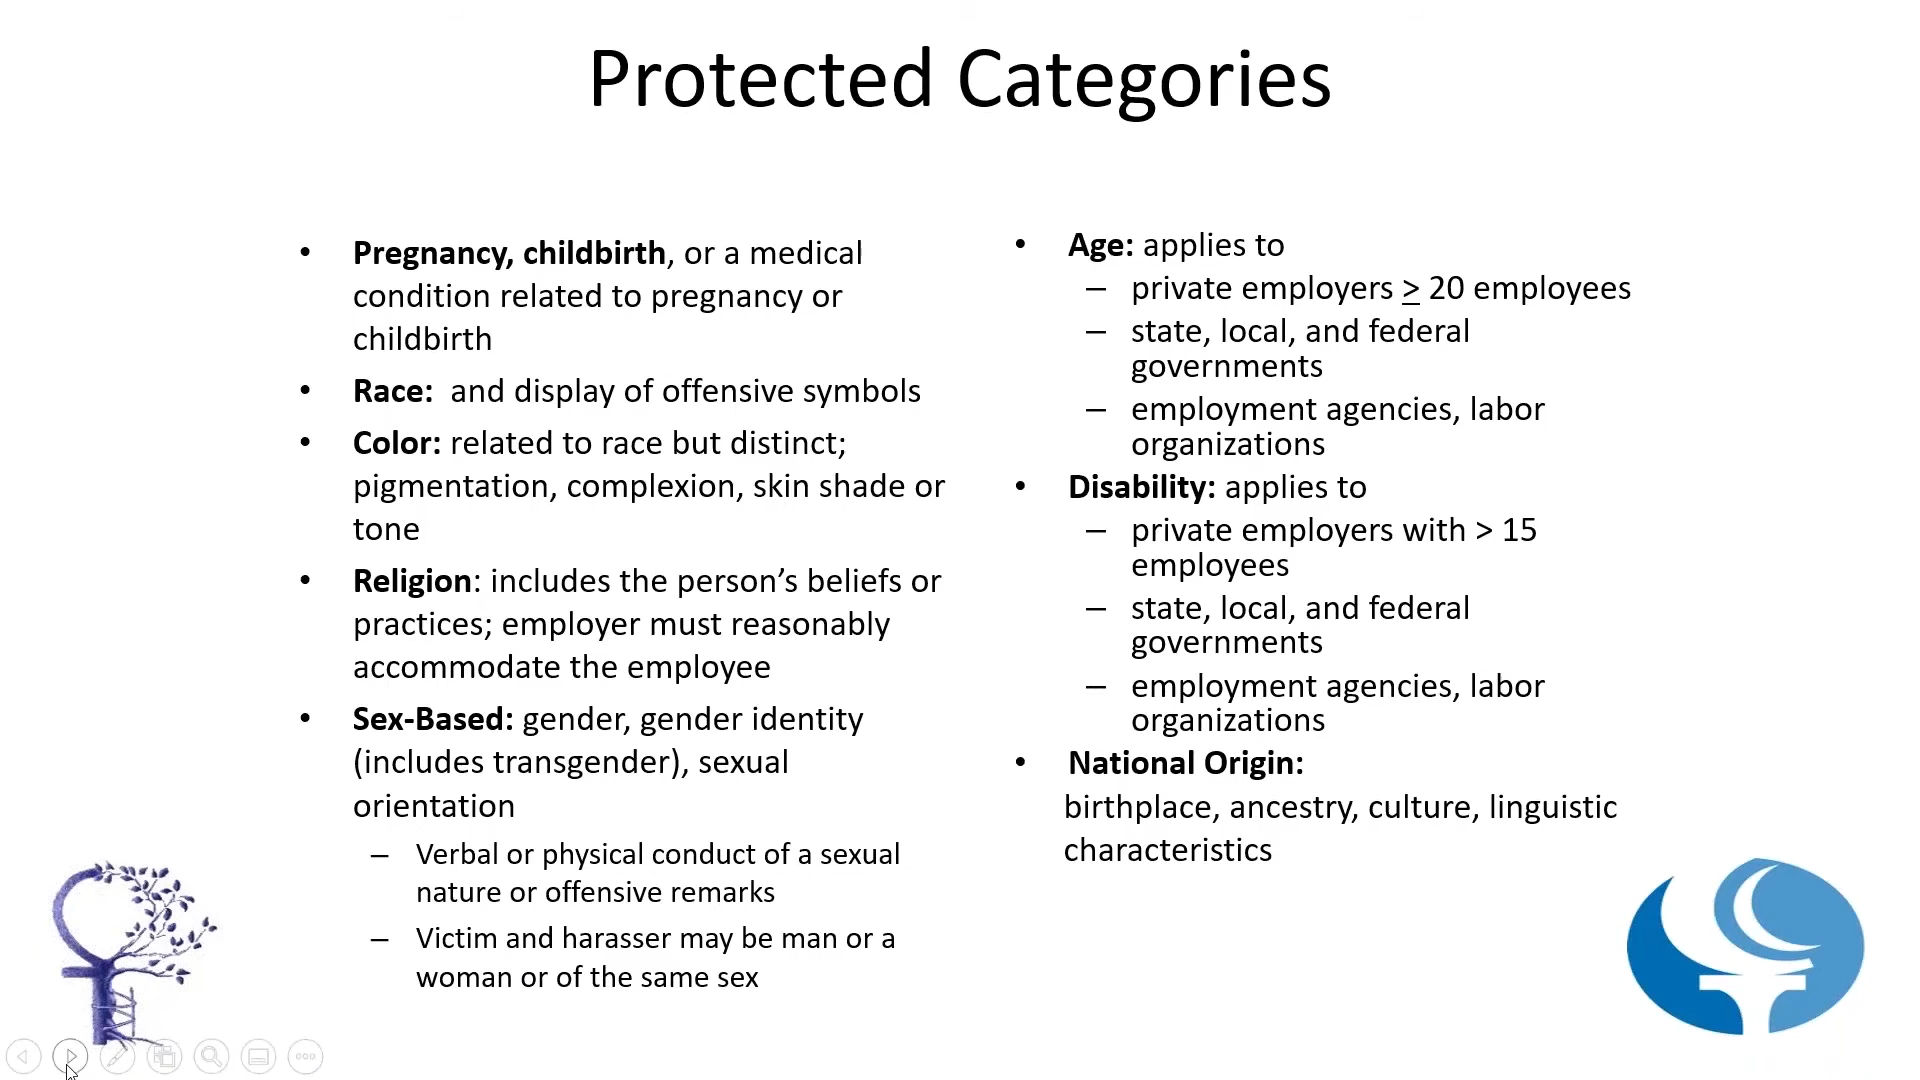 Protected Categories
• Pregnancy, childbirth, or a medical
condition related to pregnancy or
childbirth
• Race:  and display of offensive symbols
• Color: related to race but distinct;
pigmentation, complexion, skin shade or
tone
• Religion: includes the person’s beliefs or
practices; employer must reasonably
accommodate the employee
• Sex-Based: gender, gender identity
(includes transgender), sexual
orientation
– Verbal or physical conduct of a sexual
nature or offensive remarks
– Victim and harasser may be man or a
woman or of the same sex
• Age: applies to
– private employers ≥ 20 employees
– state, local, and federal
governments
– employment agencies, labor
organizations
• Disability: applies to
– private employers with > 15
employees
– state, local, and federal
governments
– employment agencies, labor
organizations
• National Origin:
birthplace, ancestry, culture, linguistic
characteristics